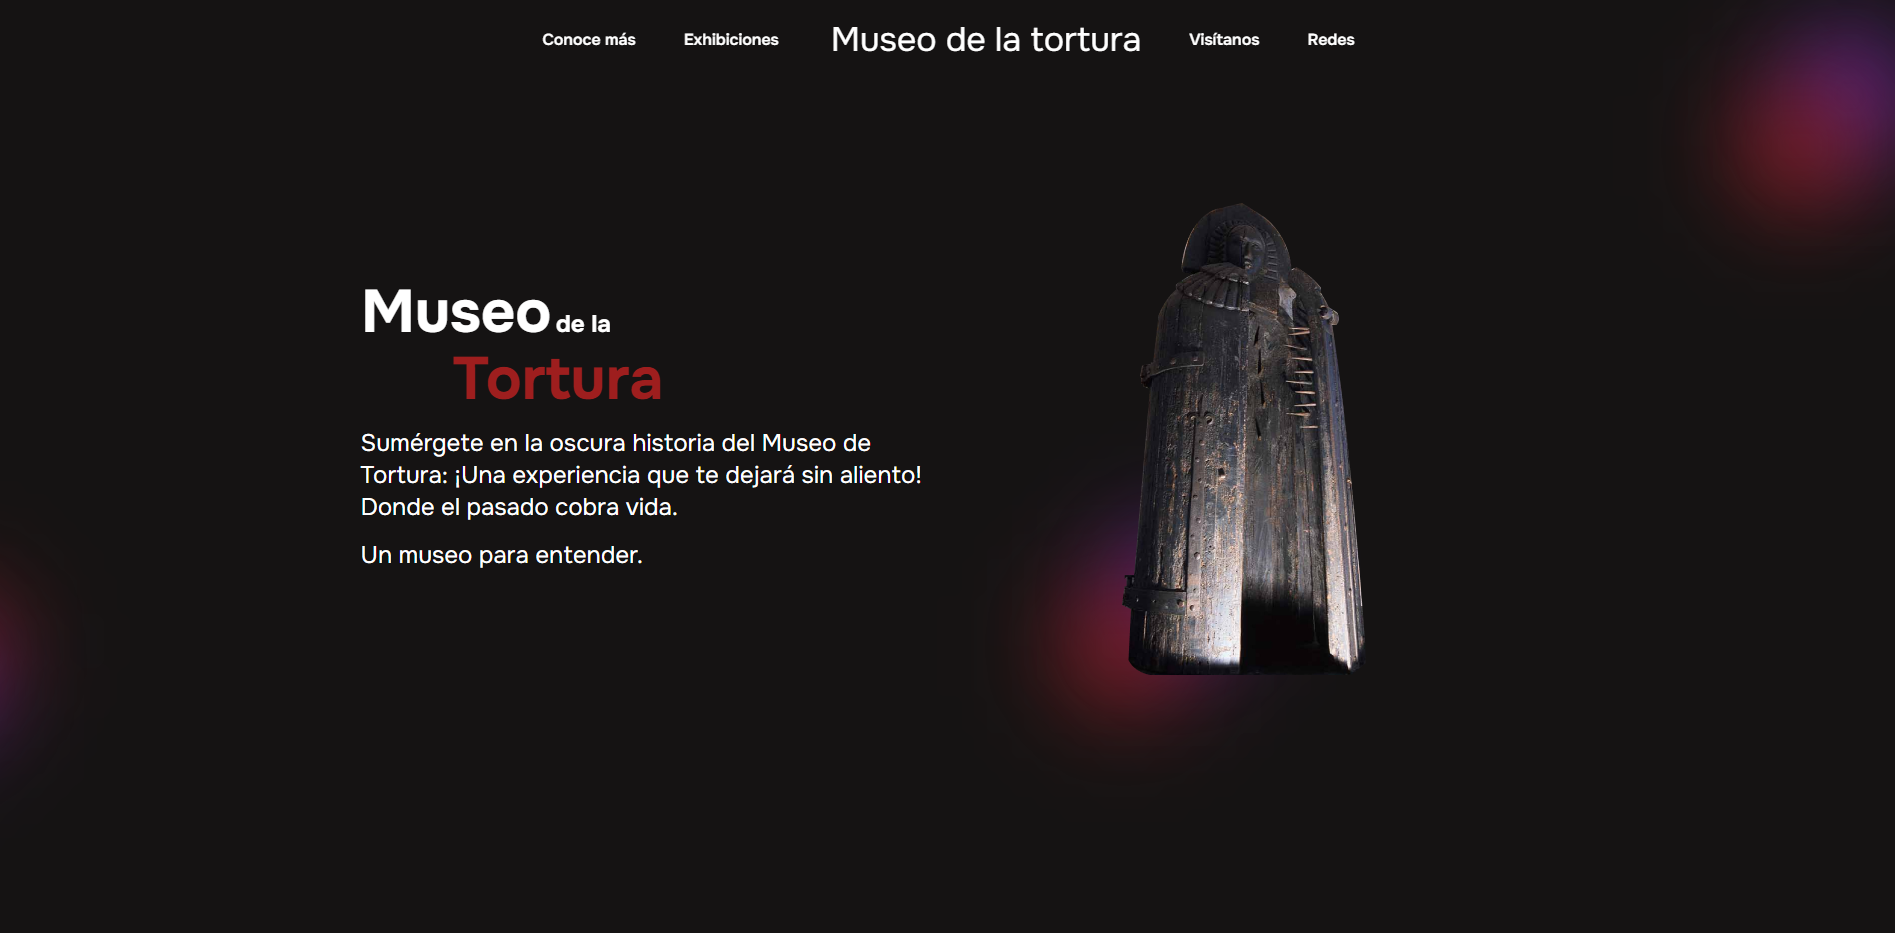 Conoce más
Exhibiciones
Museo de la tortura
Visítanos
Redes
Museo de la
Tortura
Sumérgete en la oscura historia del Museo de
Tortura: ¡Una experiencia que te dejará sin aliento!
Donde el pasado cobra vida.
Un museo para entender.